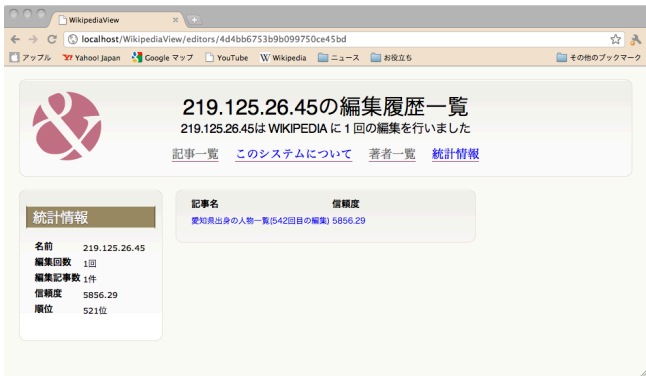 WikipediaView
localhost/WikipediaView/editors/4d4bb6753b9b099750ce45bd
アップル Yahoo! Japan Google マップ YouTube Wikipedia ニュース お役立ち その他のブックマーク
&
219.125.26.45の編集履歴一覧
219.125.26.45は WIKIPEDIA に 1 回の編集を行いました
記事一覧 このシステムについて 著者一覧 統計情報
統計情報
名前 219.125.26.45
編集回数 1回
編集記事数 1件
信頼度 5856.29
順位 521位
記事名 信頼度
愛知県出身の人物一覧(542回目の編集) 5856.29